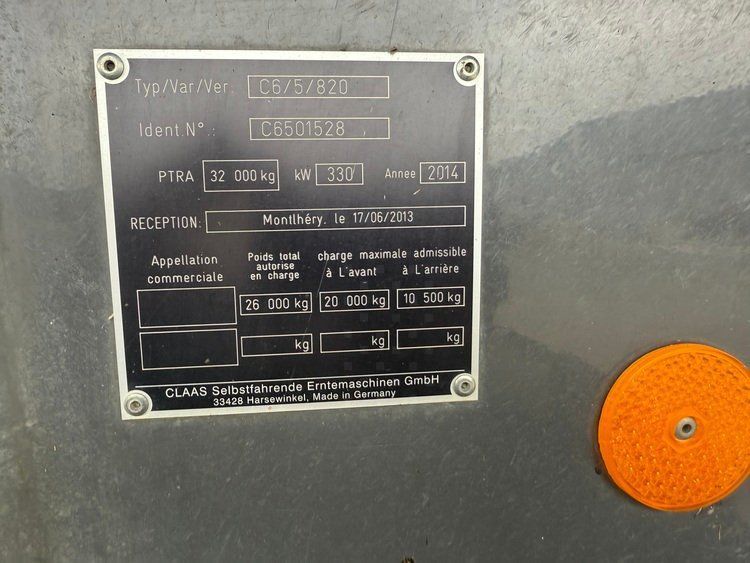 Typ/Var/Ver. C6/5/820
Ident.N°.: C6501528
PTRA 32 000 kg kW 330 Annee 2014
RECEPTION: Montlhéry. le 17/06/2013
Appellation commerciale
Poids total autorise en charge
charge maximale admissible
à L'avant à L'arrière
26 000 kg 20 000 kg 10 500 kg
kg kg kg
CLAAS Selbstfahrende Erntemaschinen GmbH
33428 Harsewinkel, Made in Germany